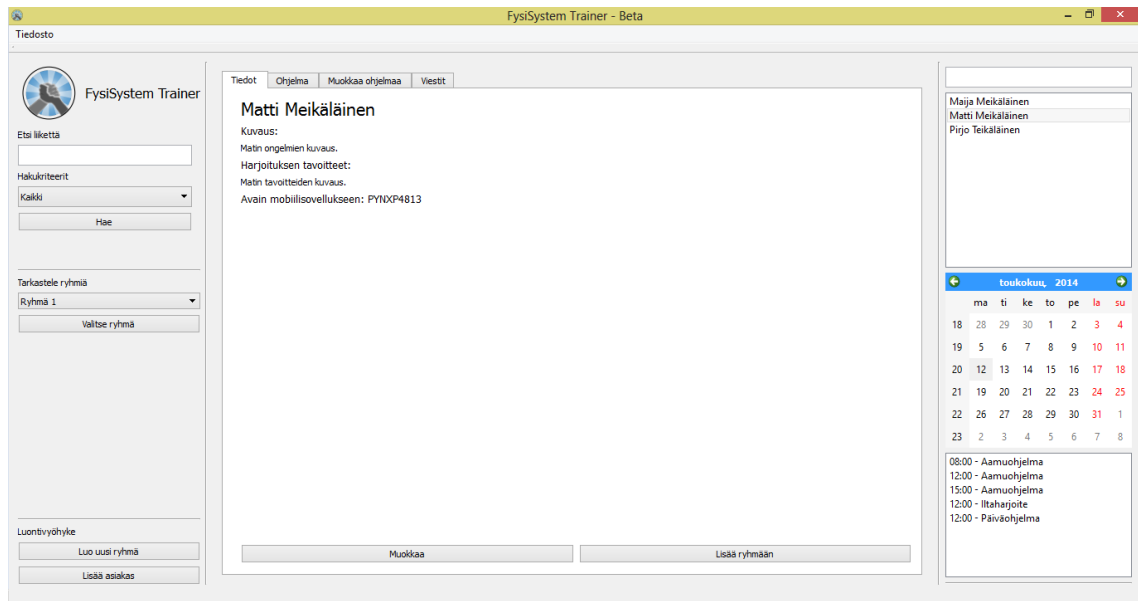 FysiSystem Trainer - Beta
Tiedosto
FysiSystem Trainer
Etsi likettä
Hakukriteerit
Kaikki
Hae
Tarkastele ryhmiä
Ryhmä 1
Valitse ryhmä
Luontivyöhyke
Luo uusi ryhmä
Lisää asiakas
Tiedot Ohjelma Muokkaa ohjelmaa Viestit
Matti Meikäläinen
Kuvaus:
Matin ongelmien kuvaus.
Harjoituksen tavoitteet:
Matin tavoitteiden kuvaus.
Avain mobiilisovellukseen: PYNXP4813
Muokkaa Lisää ryhmään
Maija Meikäläinen
Matti Meikäläinen
Pirjo Teikäläinen
toukokuu, 2014
ma ti ke to pe la su
18 28 29 30 1 2 3 4
19 5 6 7 8 9 10 11
20 12 13 14 15 16 17 18
21 19 20 21 22 23 24 25
22 26 27 28 29 30 31 1
23 2 3 4 5 6 7 8
08:00 - Aamuohjelma
12:00 - Aamuohjelma
15:00 - Aamuohjelma
12:00 - Iltaharjoite
12:00 - Päiväohjelma